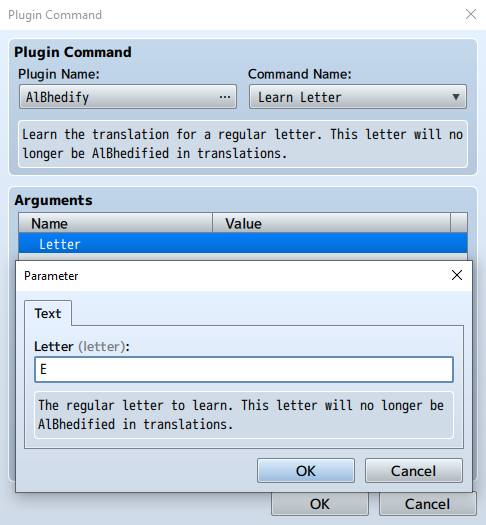 Plugin Command
Plugin Command
Plugin Name: Command Name:
AlBhedify ... Learn Letter
Learn the translation for a regular letter. This letter will no
longer be AlBhedified in translations.
Arguments
Name Value
Letter
Parameter
Text
Letter (letter):
E
The regular letter to learn. This letter will no longer be
AlBhedified in translations.
OK Cancel
OK Cancel